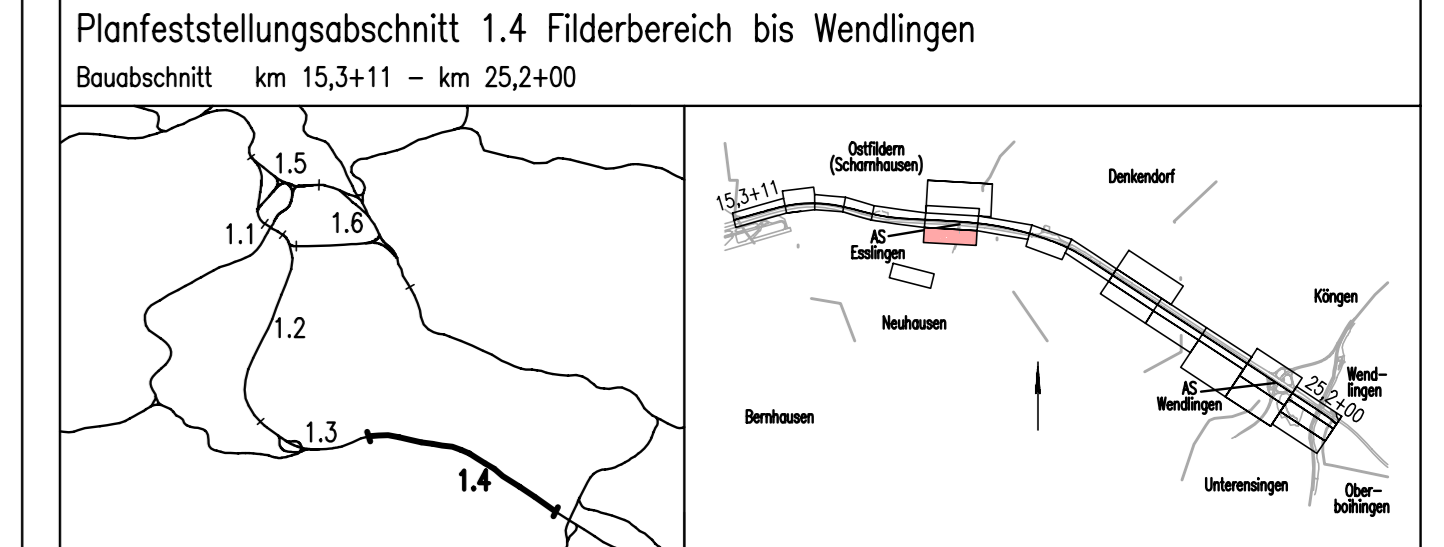 Planfeststellungsabschnitt 1.4 Filderbereich bis Wendlingen
Bauabschnitt km 15,3+11 – km 25,2+00
1.5
1.6
1.1
1.2
1.3
1.4
Ostfildern
(Scharnhausen)
Denkendorf
15,3+11
AS
Esslingen
Neuhausen
Köngen
Wend–
lingen
AS
Wendlingen
25,2+00
Bernhausen
Unterensingen
Ober–
boihingen